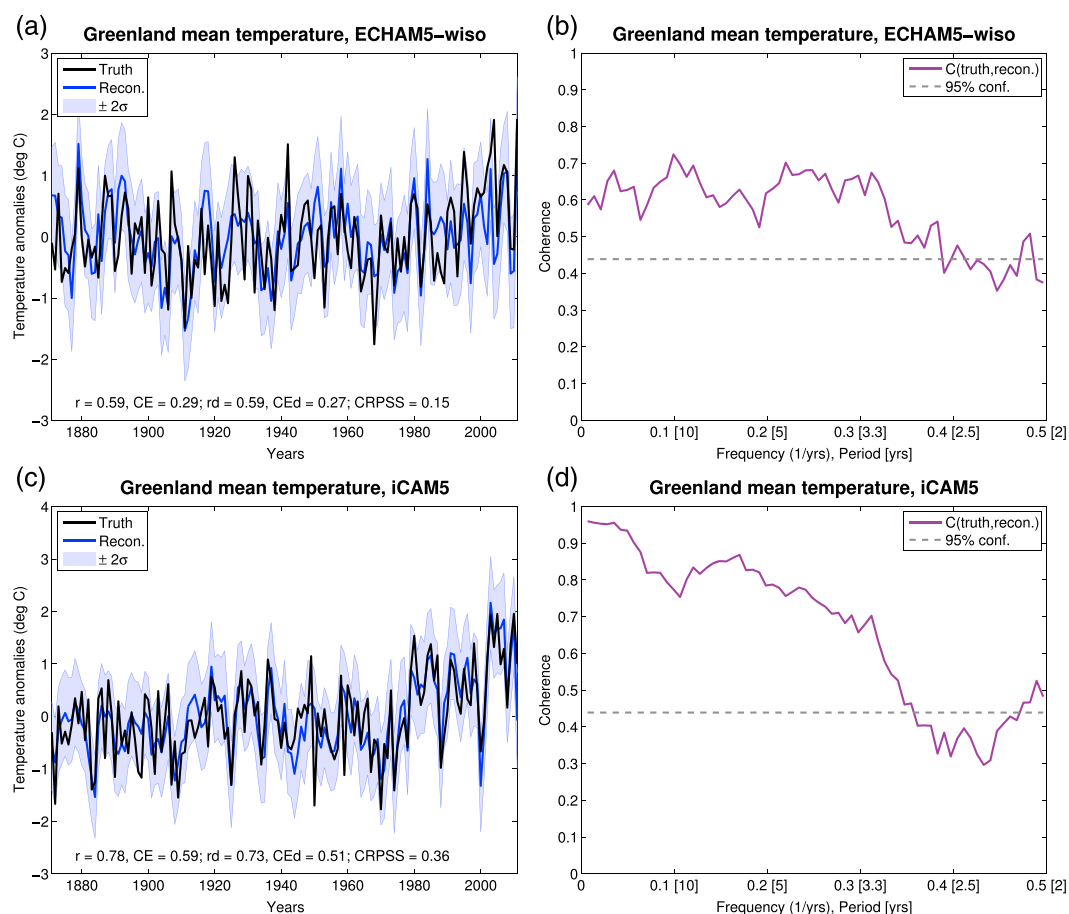 (a)
Greenland mean temperature, ECHAM5−wiso
Truth
Recon.
± 2σ
3
2
1
0
−1
−2
−3
Temperature anomalies (deg C)
r = 0.59, CE = 0.29; rd = 0.59, CEd = 0.27; CRPSS = 0.15
1880 1900 1920 1940 1960 1980 2000
Years
(b)
Greenland mean temperature, ECHAM5−wiso
C(truth,recon.)
95% conf.
1
0.9
0.8
0.7
0.6
0.5
0.4
0.3
0.2
0.1
0
Coherence
0 0.1 [10] 0.2 [5] 0.3 [3.3] 0.4 [2.5] 0.5 [2]
Frequency (1/yrs), Period [yrs]
(c)
Greenland mean temperature, iCAM5
Truth
Recon.
± 2σ
4
3
2
1
0
−1
−2
−3
Temperature anomalies (deg C)
r = 0.78, CE = 0.59; rd = 0.73, CEd = 0.51; CRPSS = 0.36
1880 1900 1920 1940 1960 1980 2000
Years
(d)
Greenland mean temperature, iCAM5
C(truth,recon.)
95% conf.
1
0.9
0.8
0.7
0.6
0.5
0.4
0.3
0.2
0.1
0
Coherence
0 0.1 [10] 0.2 [5] 0.3 [3.3] 0.4 [2.5] 0.5 [2]
Frequency (1/yrs), Period [yrs]